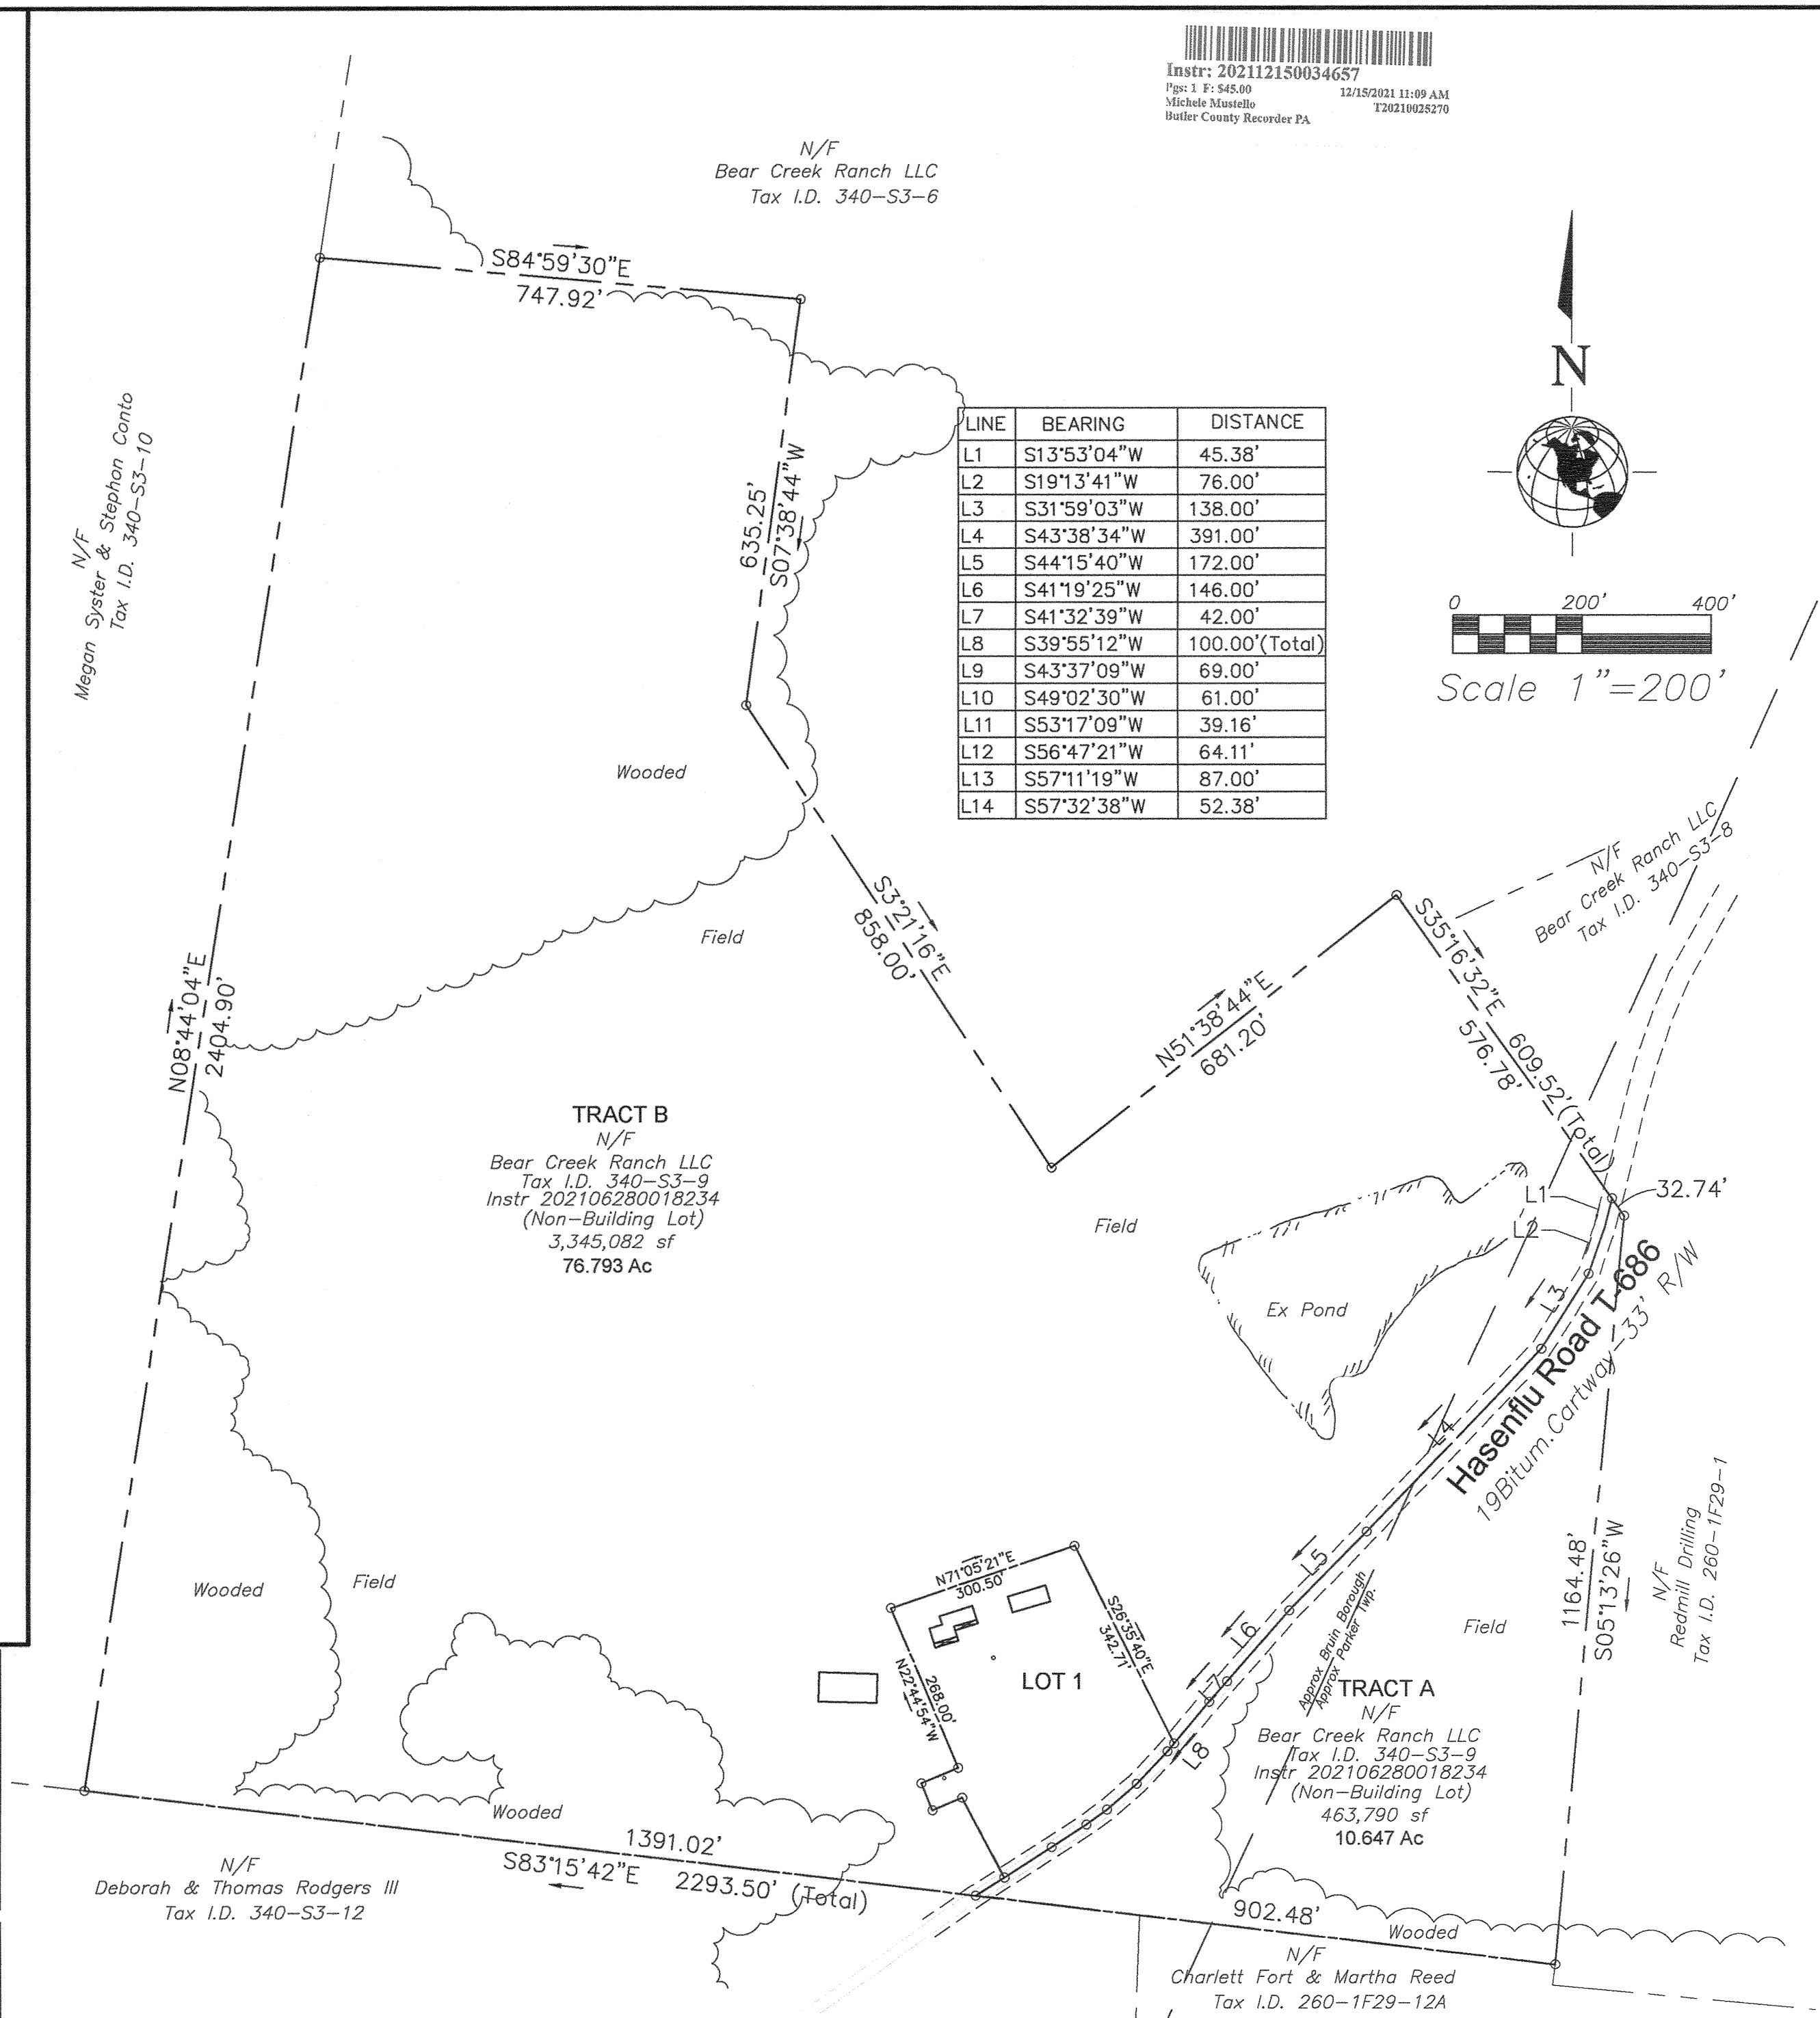 Instr: 202112150034657
Pgs: 1 F: $45.00
12/15/2021 11:09 AM
Michele Mustello
T20210025270
Butler County Recorder PA
N/F
Bear Creek Ranch LLC
Tax I.D. 340-S3-6
S84°59'30"E
747.92'
N
0 200' 400'
Scale 1"=200'
LINE BEARING DISTANCE
L1 S13°53'04"W 45.38'
L2 S19°13'41"W 76.00'
L3 S31°59'03"W 138.00'
L4 S43°38'34"W 391.00'
L5 S44°15'40"W 172.00'
L6 S41°19'25"W 146.00'
L7 S41°32'39"W 42.00'
L8 S39°55'12"W 100.00'(Total)
L9 S43°37'09"W 69.00'
L10 S49°02'30"W 61.00'
L11 S53°17'09"W 39.16'
L12 S56°47'21"W 64.11'
L13 S57°11'19"W 87.00'
L14 S57°32'38"W 52.38'
N/F
Megan Syster & Stephon Conto
Tax I.D. 340-S3-10
635.25'
S07°38'44"W
Wooded
Field
S3°21'16"E
858.00'
N51°38'44"E
681.20'
N/F
Bear Creek Ranch LLC
Tax I.D. 340-S3-8
S35°16'32"E
609.52'(Total)
576.78'
N08°44'04"E
2404.90'
TRACT B
N/F
Bear Creek Ranch LLC
Tax I.D. 340-S3-9
Instr 202106280018234
(Non-Building Lot)
3,345,082 sf
76.793 Ac
Field
Ex Pond
L1
L2
32.74'
L3
L4
L5
L6
L7
L8
Hasenflu Road T-686
19Bitum.Cartway-33' R/W
1164.48'
S05°13'26"W
N/F
Redmill Drilling
Tax I.D. 260-1F29-1
Field
Wooded
Field
N71°05'21"E
300.50'
S26°35'40"E
342.71'
268.00'
N22°44'54"W
LOT 1
Approx Bruin Borough
Approx Parker Twp.
TRACT A
N/F
Bear Creek Ranch LLC
Tax I.D. 340-S3-9
Instr 202106280018234
(Non-Building Lot)
463,790 sf
10.647 Ac
Wooded
1391.02'
S83°15'42"E
2293.50' (Total)
902.48'
Wooded
N/F
Deborah & Thomas Rodgers III
Tax I.D. 340-S3-12
N/F
Charlett Fort & Martha Reed
Tax I.D. 260-1F29-12A